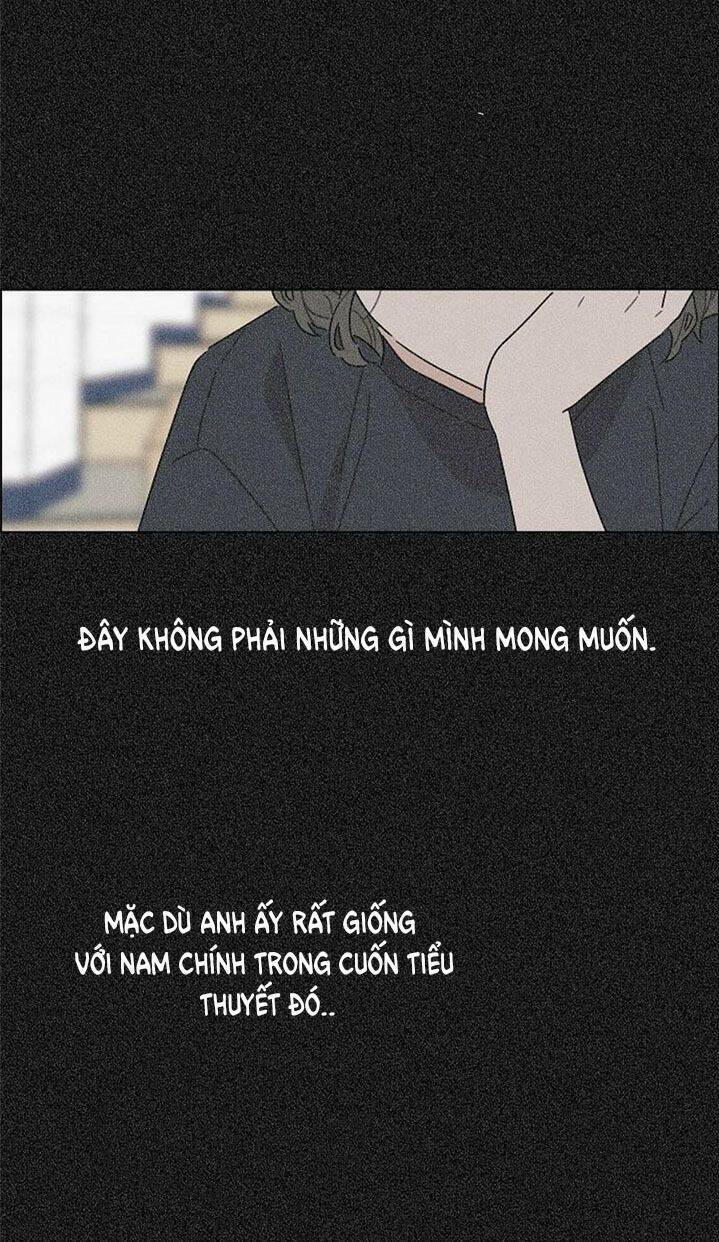 ĐÂY KHÔNG PHẢI NHỮNG GÌ MÌNH MONG MUỐN.
MẶC DÙ ANH ẤY RẤT GIỐNG
VỚI NAM CHÍNH TRONG CUỐN TIỂU
THUYẾT ĐÓ..